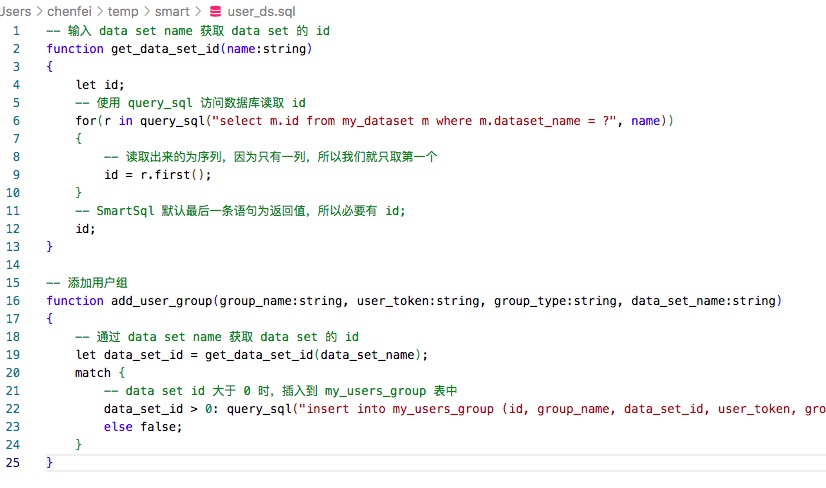 Users > chenfei > temp > smart > user_ds.sql
1 -- 输入 data set name 获取 data set 的 id
2 function get_data_set_id(name:string)
3 {
4     let id;
5     -- 使用 query_sql 访问数据库读取 id
6     for(r in query_sql("select m.id from my_dataset m where m.dataset_name = ?", name))
7     {
8         -- 读取出来的为序列，因为只有一列，所以我们就只取第一个
9         id = r.first();
10     }
11     -- SmartSql 默认最后一条语句为返回值，所以必要有 id;
12     id;
13 }
14
15 -- 添加用户组
16 function add_user_group(group_name:string, user_token:string, group_type:string, data_set_name:string)
17 {
18     -- 通过 data set name 获取 data set 的 id
19     let data_set_id = get_data_set_id(data_set_name);
20     match {
21         -- data set id 大于 0 时，插入到 my_users_group 表中
22         data_set_id > 0: query_sql("insert into my_users_group (id, group_name, data_set_id, user_token, gro
23         else false;
24     }
25 }